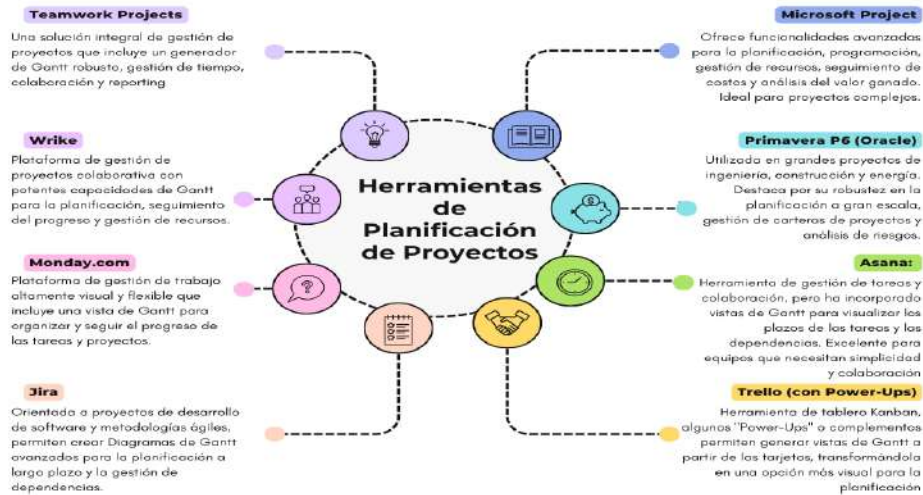 Teamwork Projects
Una solución integral de gestión de
proyectos que incluye un generador
de Gantt robusto, gestión de tiempo,
colaboración y reporting
Wrike
Plataforma de gestión de
proyectos colaborativa con
potentes capacidades de Gantt
para la planificación, seguimiento
del progreso y gestión de recursos.
Monday.com
Plataforma de gestión de trabajo
altamente visual y flexible que
incluye una vista de Gantt para
organizar y seguir el progreso de
las tareas y proyectos.
Jira
Orientada a proyectos de desarrollo
de software y metodologías ágiles,
permiten crear Diagramas de Gantt
avanzados para la planificación a
largo plazo y la gestión de
dependencias.
Herramientas
de
Planificación
de Proyectos
Microsoft Project
Ofrece funcionalidades avanzadas
para la planificación, programación,
gestión de recursos, seguimiento de
costos y análisis del valor ganado.
Ideal para proyectos complejos.
Primavera P6 (Oracle)
Utilizada en grandes proyectos de
ingeniería, construcción y energía.
Destaca por su robustez en la
planificación a gran escala,
gestión de carteras de proyectos y
análisis de riesgos.
Asana:
Herramienta de gestión de tareas y
colaboración, pero ha incorporado
vistas de Gantt para visualizar los
plazos de las tareas y las
dependencias. Excelente para
equipos que necesitan simplicidad
y colaboración
Trello (con Power-Ups)
Herramienta de tablero Kanban,
algunos "Power-Ups" o complementos
permiten generar vistas de Gantt a
partir de las tarjetas, transformándola
en una opción más visual para la
planificación